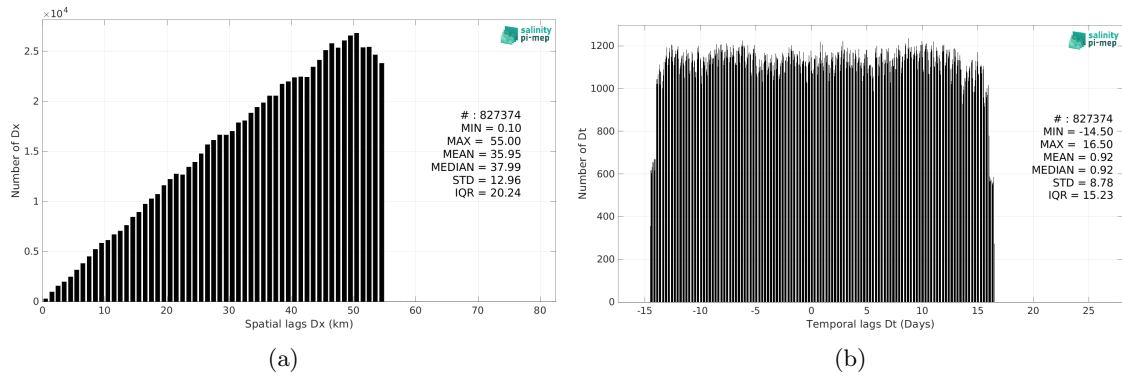 ×10^4
2.5
2
1.5
1
0.5
0
Number of Dx
0 10 20 30 40 50 60 70 80
Spatial lags Dx (km)
salinity
pi-mep
# : 827374
MIN = 0.10
MAX = 55.00
MEAN = 35.95
MEDIAN = 37.99
STD = 12.96
IQR = 20.24
(a)
1200
1000
800
600
400
200
0
Number of Dt
-15 -10 -5 0 5 10 15 20 25
Temporal lags Dt (Days)
salinity
pi-mep
# : 827374
MIN = -14.50
MAX = 16.50
MEAN = 0.92
MEDIAN = 0.92
STD = 8.78
IQR = 15.23
(b)